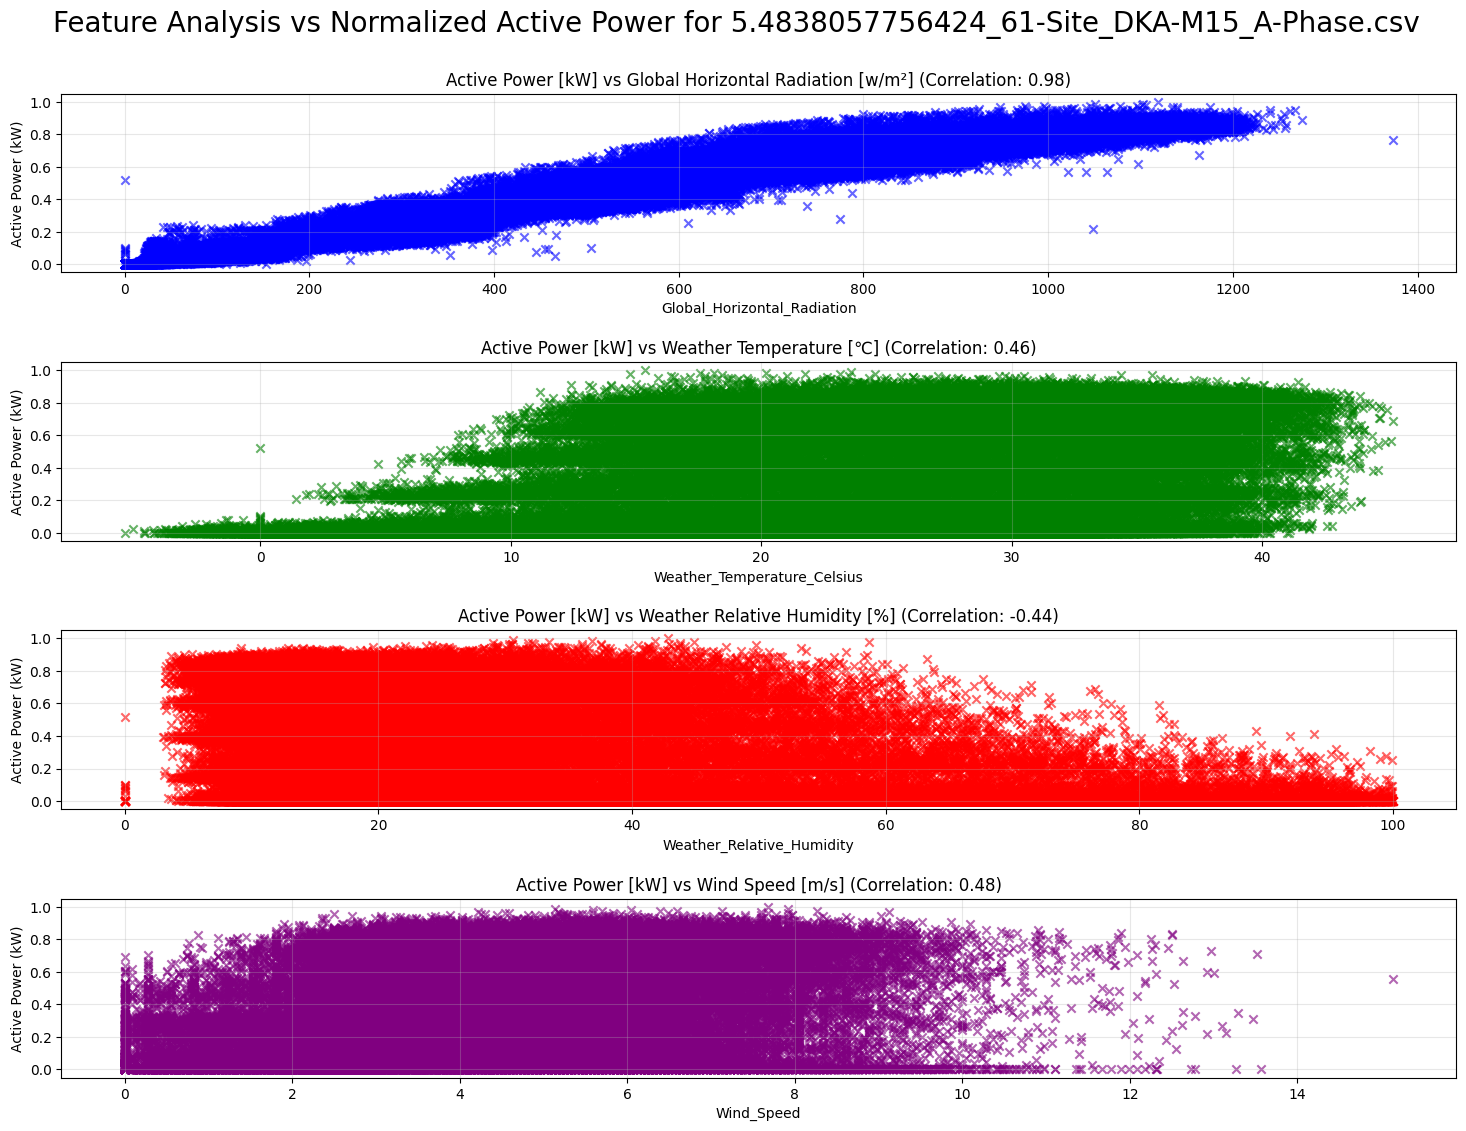 Feature Analysis vs Normalized Active Power for 5.4838057756424_61-Site_DKA-M15_A-Phase.csv
Active Power [kW] vs Global Horizontal Radiation [w/m²] (Correlation: 0.98)
Active Power (kW)
1.0
0.8
0.6
0.4
0.2
0.0
0 200 400 600 800 1000 1200 1400
Global_Horizontal_Radiation
Active Power [kW] vs Weather Temperature [℃] (Correlation: 0.46)
Active Power (kW)
1.0
0.8
0.6
0.4
0.2
0.0
0 10 20 30 40
Weather_Temperature_Celsius
Active Power [kW] vs Weather Relative Humidity [%] (Correlation: -0.44)
Active Power (kW)
1.0
0.8
0.6
0.4
0.2
0.0
0 20 40 60 80 100
Weather_Relative_Humidity
Active Power [kW] vs Wind Speed [m/s] (Correlation: 0.48)
Active Power (kW)
1.0
0.8
0.6
0.4
0.2
0.0
0 2 4 6 8 10 12 14
Wind_Speed